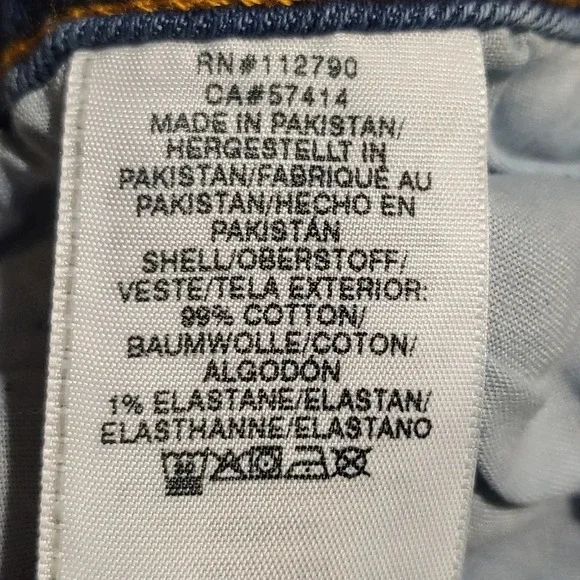 RN#112790
CA#57414
MADE IN PAKISTAN/
HERGESTELLT IN
PAKISTAN/FABRIQUÉ AU
PAKISTAN/HECHO EN
PAKISTÁN
SHELL/OBERSTOFF/
VESTE/TELA EXTERIOR:
99% COTTON/
BAUMWOLLE/COTON/
ALGODÓN
1% ELASTANE/ELASTAN/
ELASTHANNE/ELASTANO